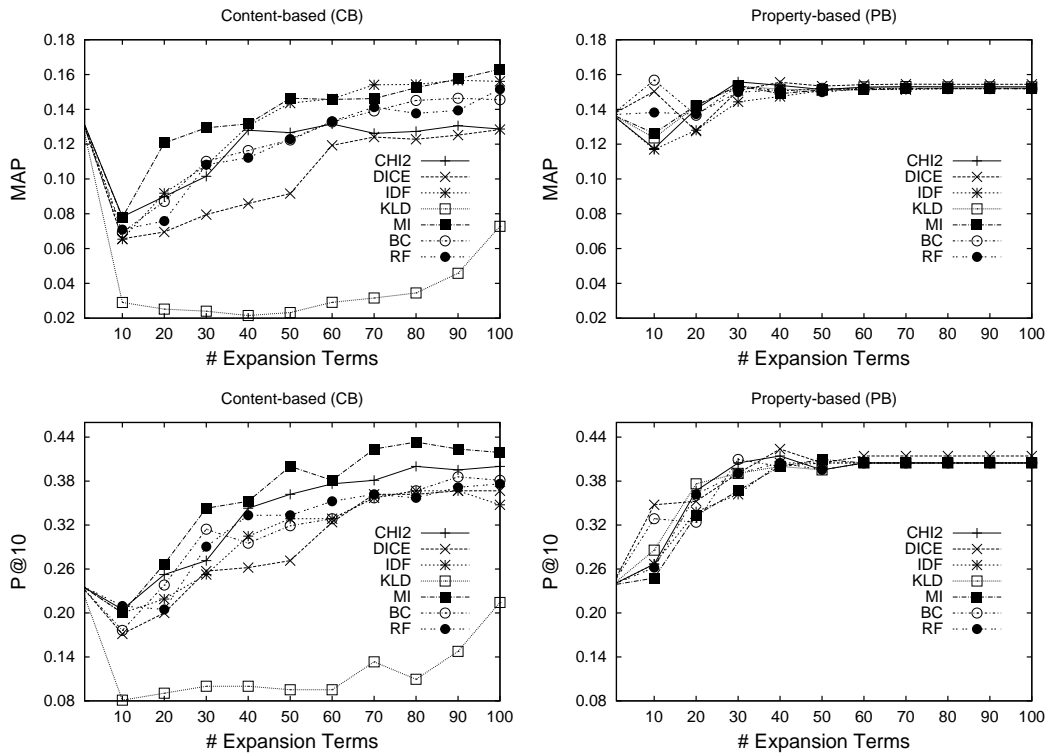 Content-based (CB)
0.18
0.16
0.14
0.12
0.10
0.08
0.06
0.04
0.02
MAP
CHI2
DICE
IDF
KLD
MI
BC
RF
10 20 30 40 50 60 70 80 90 100
# Expansion Terms
Property-based (PB)
0.18
0.16
0.14
0.12
0.10
0.08
0.06
0.04
0.02
MAP
CHI2
DICE
IDF
KLD
MI
BC
RF
10 20 30 40 50 60 70 80 90 100
# Expansion Terms
Content-based (CB)
0.44
0.38
0.32
0.26
0.20
0.14
0.08
P@10
CHI2
DICE
IDF
KLD
MI
BC
RF
10 20 30 40 50 60 70 80 90 100
# Expansion Terms
Property-based (PB)
0.44
0.38
0.32
0.26
0.20
0.14
0.08
P@10
CHI2
DICE
IDF
KLD
MI
BC
RF
10 20 30 40 50 60 70 80 90 100
# Expansion Terms